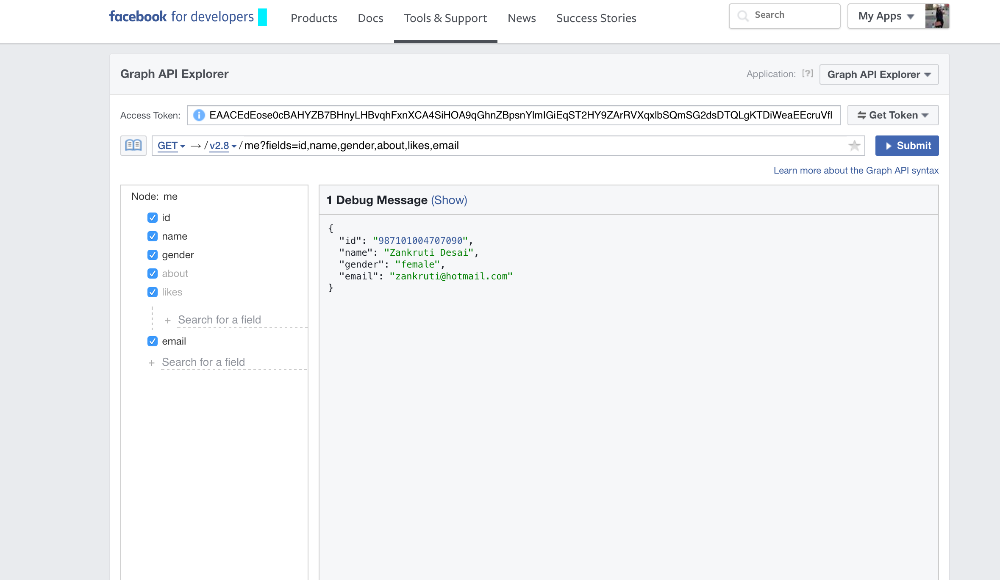 facebook for developers
Products Docs Tools & Support News Success Stories
Search
My Apps
Graph API Explorer
Application: [?] Graph API Explorer
Access Token: EAACEdEose0cBAHYZB7BHnyLHBvqhFxnXCA4SiHOA9qGhnZBpsnYlmIGiEqST2HY9ZArRVXqxlbSQmSG2dsDTQLgKTDiWeaEEcruVfl Get Token
GET → /v2.8 /me?fields=id,name,gender,about,likes,email Submit
Learn more about the Graph API syntax
Node: me
id
name
gender
about
likes
+ Search for a field
email
+ Search for a field
1 Debug Message (Show)
{
"id": "987101004707090",
"name": "Zankruti Desai",
"gender": "female",
"email": "zankruti@hotmail.com"
}